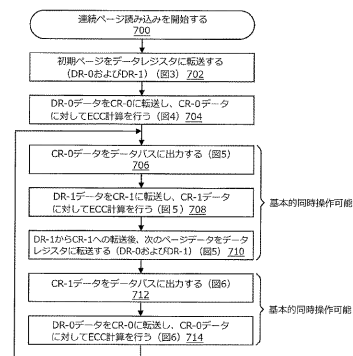 連続ページ読み込みを開始する
700
初期ページをデータレジスタに転送する
(DR-0およびDR-1)（図3） 702
DR-0データをCR-0に転送し、CR-0データ
に対してECC計算を行う（図4） 704
CR-0データをデータバスに出力する（図5）
706
DR-1データをCR-1に転送し、CR-1データ
に対してECC計算を行う（図５） 708
基本的同時操作可能
DR-1からCR-1への転送後、次のページデータをデータ
レジスタに転送する（DR-0およびDR-1）（図5） 710
CR-1データをデータバスに出力する（図6）
712
基本的同時操作可能
DR-0データをCR-0に転送し、CR-0データ
に対してECC計算を行う（図6） 714